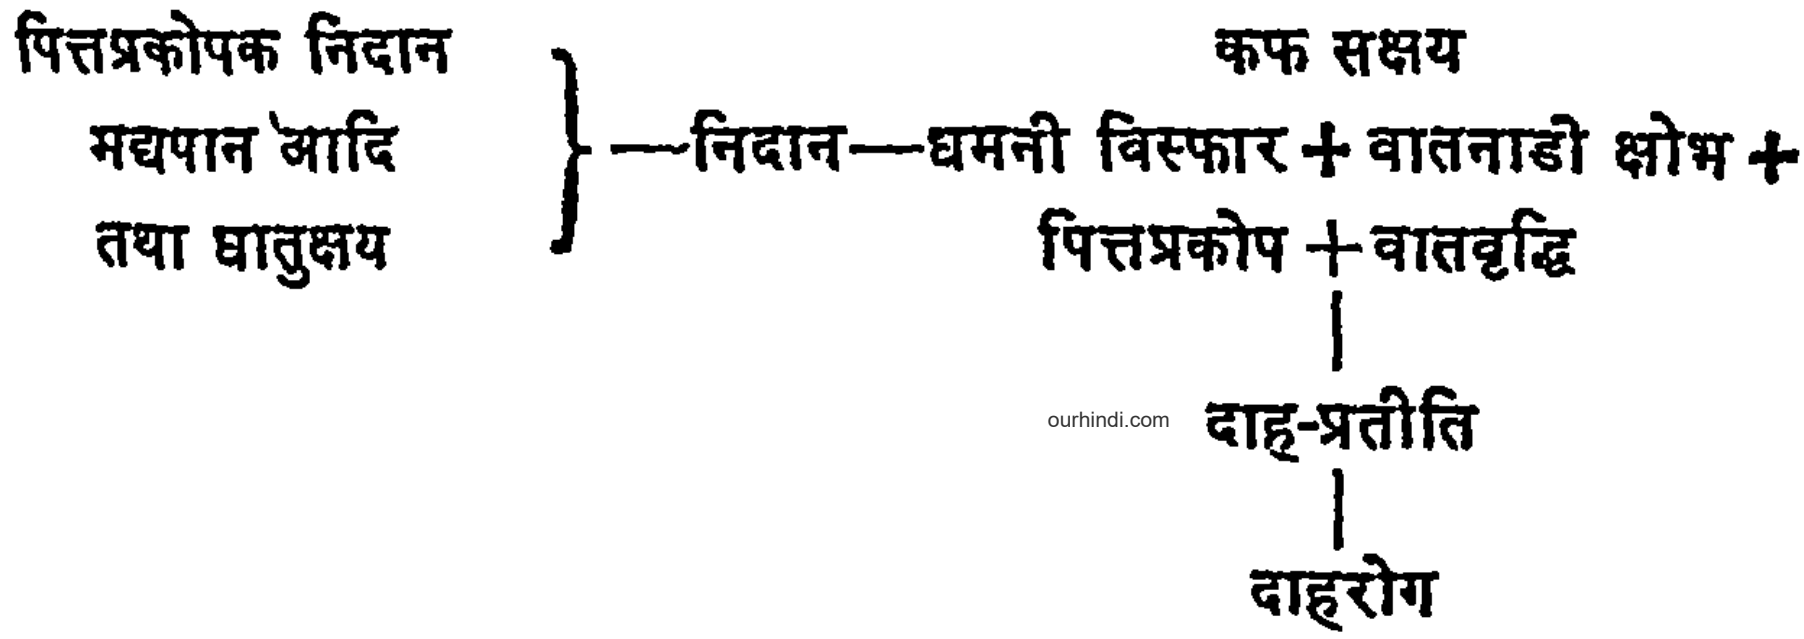 पित्तप्रकोपक निदान
मद्यपान आदि
तथा धातुक्षय
कफ सक्षय
—निदान—धमनी विस्फार + वातनाडी क्षोभ +
पित्तप्रकोप + वातवृद्धि
दाह-प्रतीति
ourhindi.com
दाहरोग